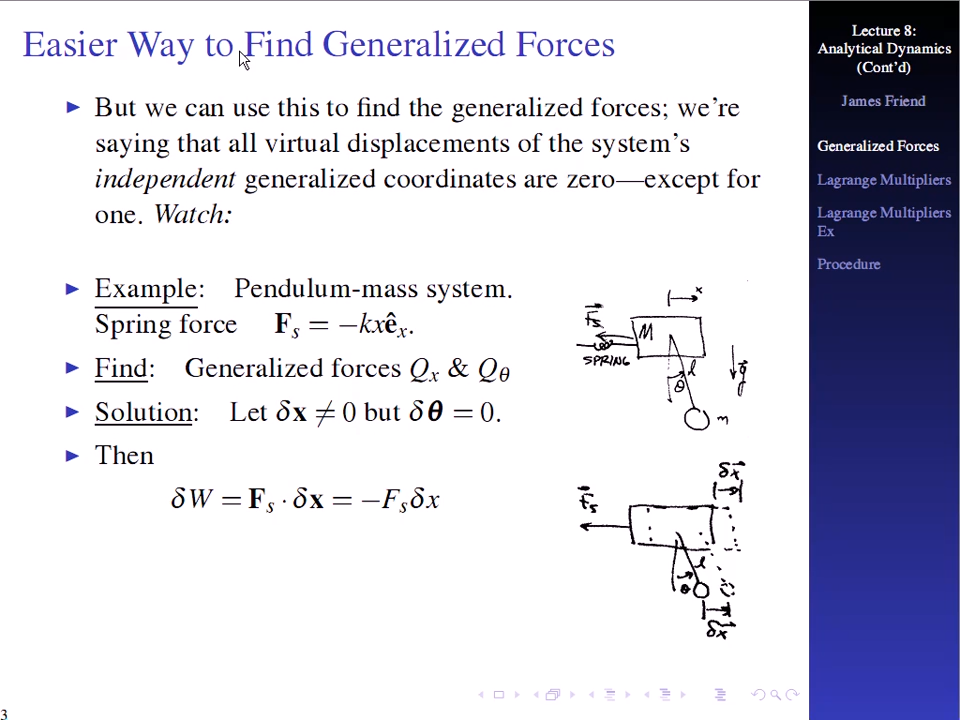 Easier Way to Find Generalized Forces
But we can use this to find the generalized forces; we're
saying that all virtual displacements of the system's
independent generalized coordinates are zero—except for
one. Watch:
Example: Pendulum-mass system.
Spring force F_s = −kxê_x.
Find: Generalized forces Q_x & Q_θ
Solution: Let δx ≠ 0 but δθ = 0.
Then
δW = F_s · δx = −F_sδx
x
F_s
M
SPRING
l
θ
g
m
δx
F_s
l
θ
δx
Lecture 8:
Analytical Dynamics
(Cont'd)
James Friend
Generalized Forces
Lagrange Multipliers
Lagrange Multipliers
Ex
Procedure
3